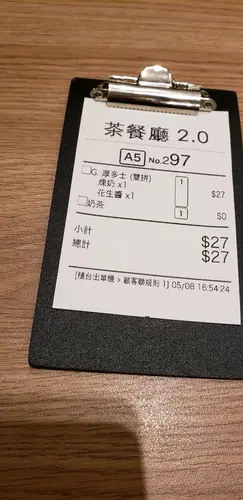 茶餐廳 2.0
A5 No.297
G. 厚多士 (雙拼) 1
煉奶 x1 $27
花生醬 x1
奶茶 1 $0
小計 $27
總計 $27
[櫃台出單機 > 顧客聯規則 1] 05/08 16:54:24